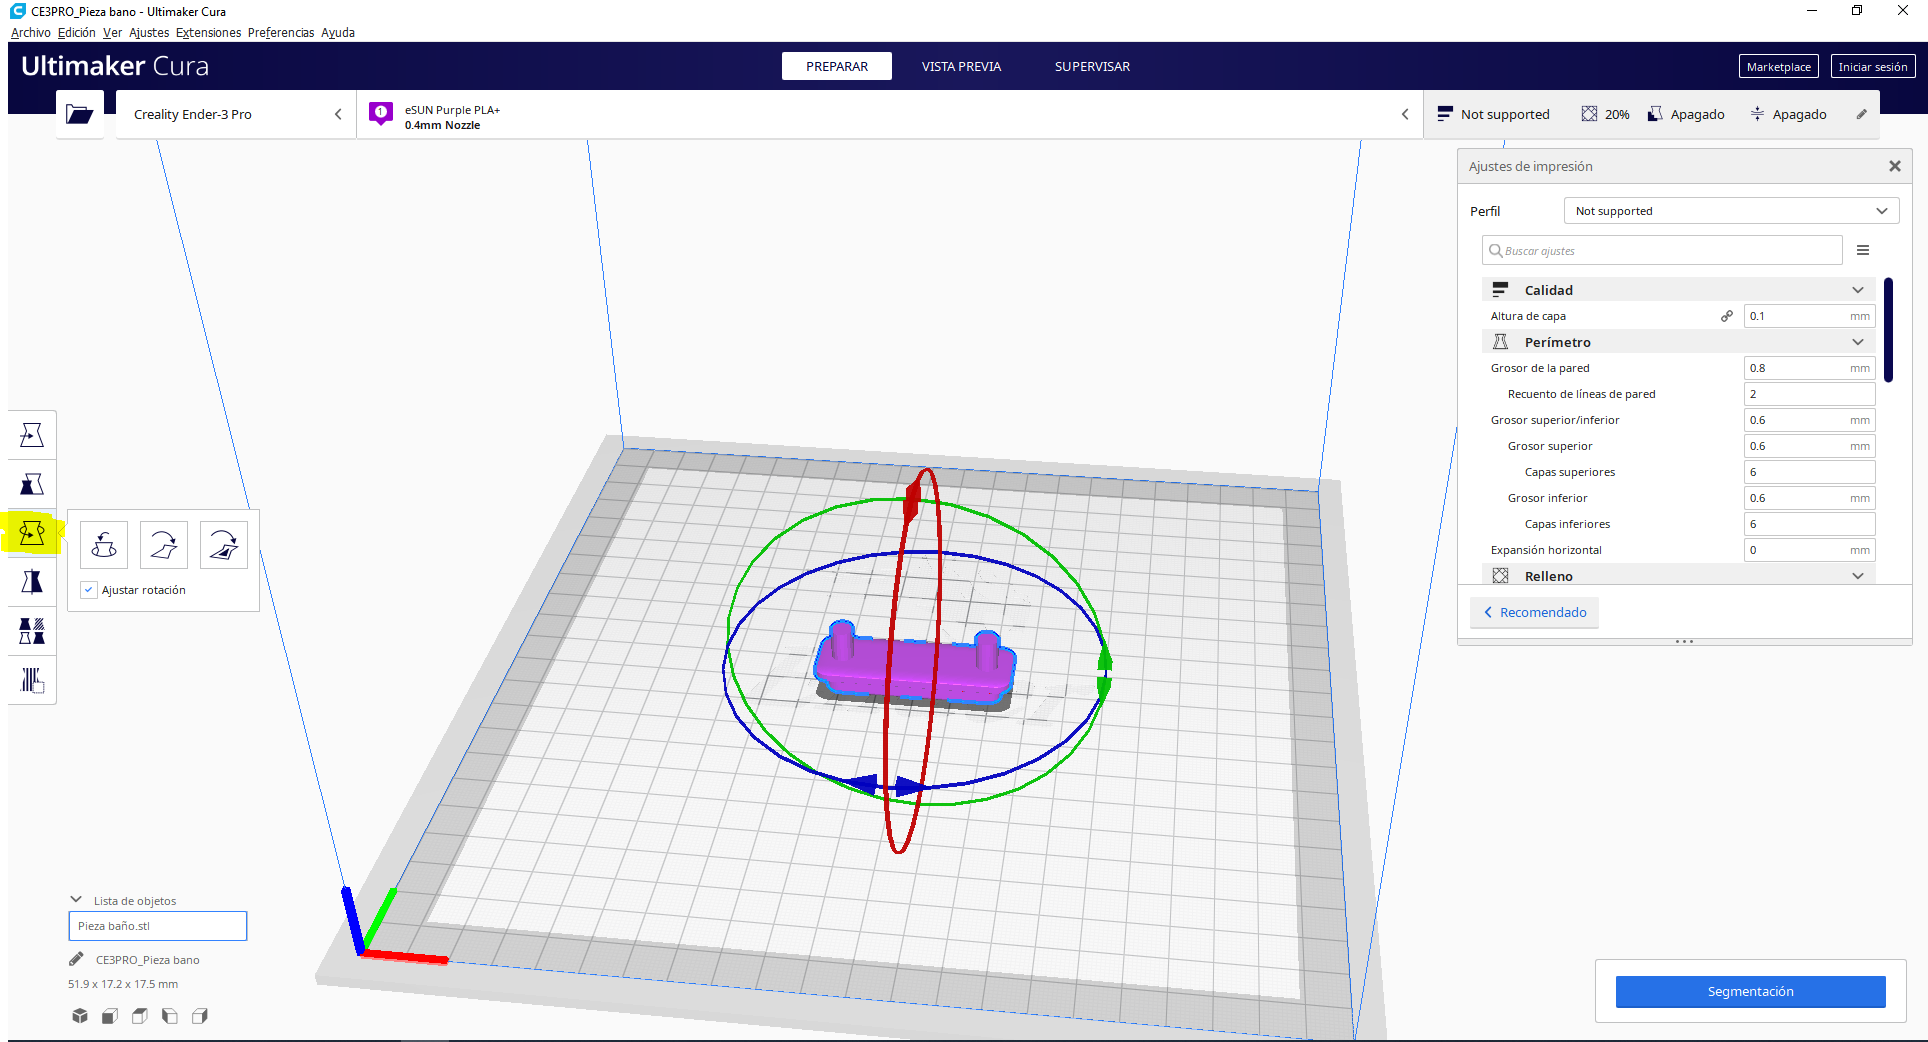 CE3PRO_Pieza bano - Ultimaker Cura
Archivo Edición Ver Ajustes Extensiones Preferencias Ayuda
Ultimaker Cura
PREPARAR VISTA PREVIA SUPERVISAR
Marketplace Iniciar sesión
Creality Ender-3 Pro
1
eSUN Purple PLA+
0.4mm Nozzle
Not supported 20% Apagado Apagado
Ajustes de impresión
Perfil Not supported
Buscar ajustes
Calidad
Altura de capa 0.1 mm
Perímetro
Grosor de la pared 0.8 mm
Recuento de líneas de pared 2
Grosor superior/inferior 0.6 mm
Grosor superior 0.6 mm
Capas superiores 6
Grosor inferior 0.6 mm
Capas inferiores 6
Expansión horizontal 0 mm
Relleno
Recomendado
Ajustar rotación
Lista de objetos
Pieza baño.stl
CE3PRO_Pieza bano
51.9 x 17.2 x 17.5 mm
Segmentación